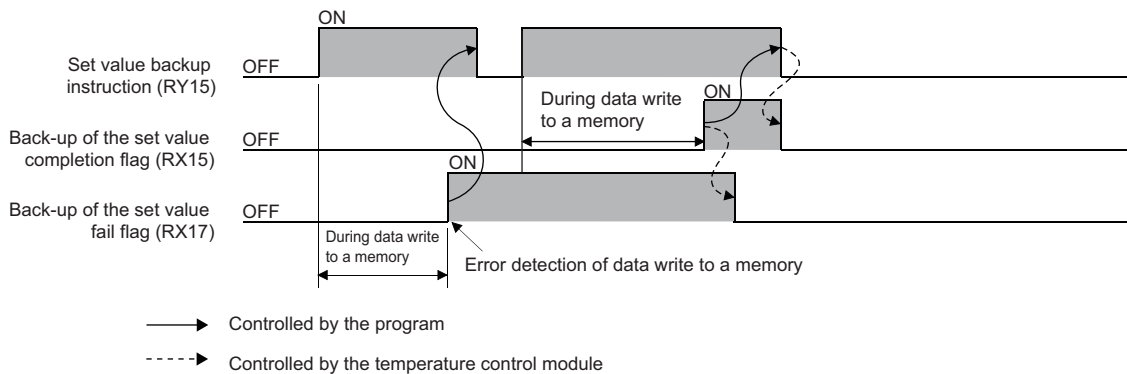 ON
Set value backup
instruction (RY15)
OFF
During data write
to a memory
ON
Back-up of the set value
completion flag (RX15)
OFF
ON
Back-up of the set value
fail flag (RX17)
OFF
During data write
to a memory
Error detection of data write to a memory
Controlled by the program
Controlled by the temperature control module